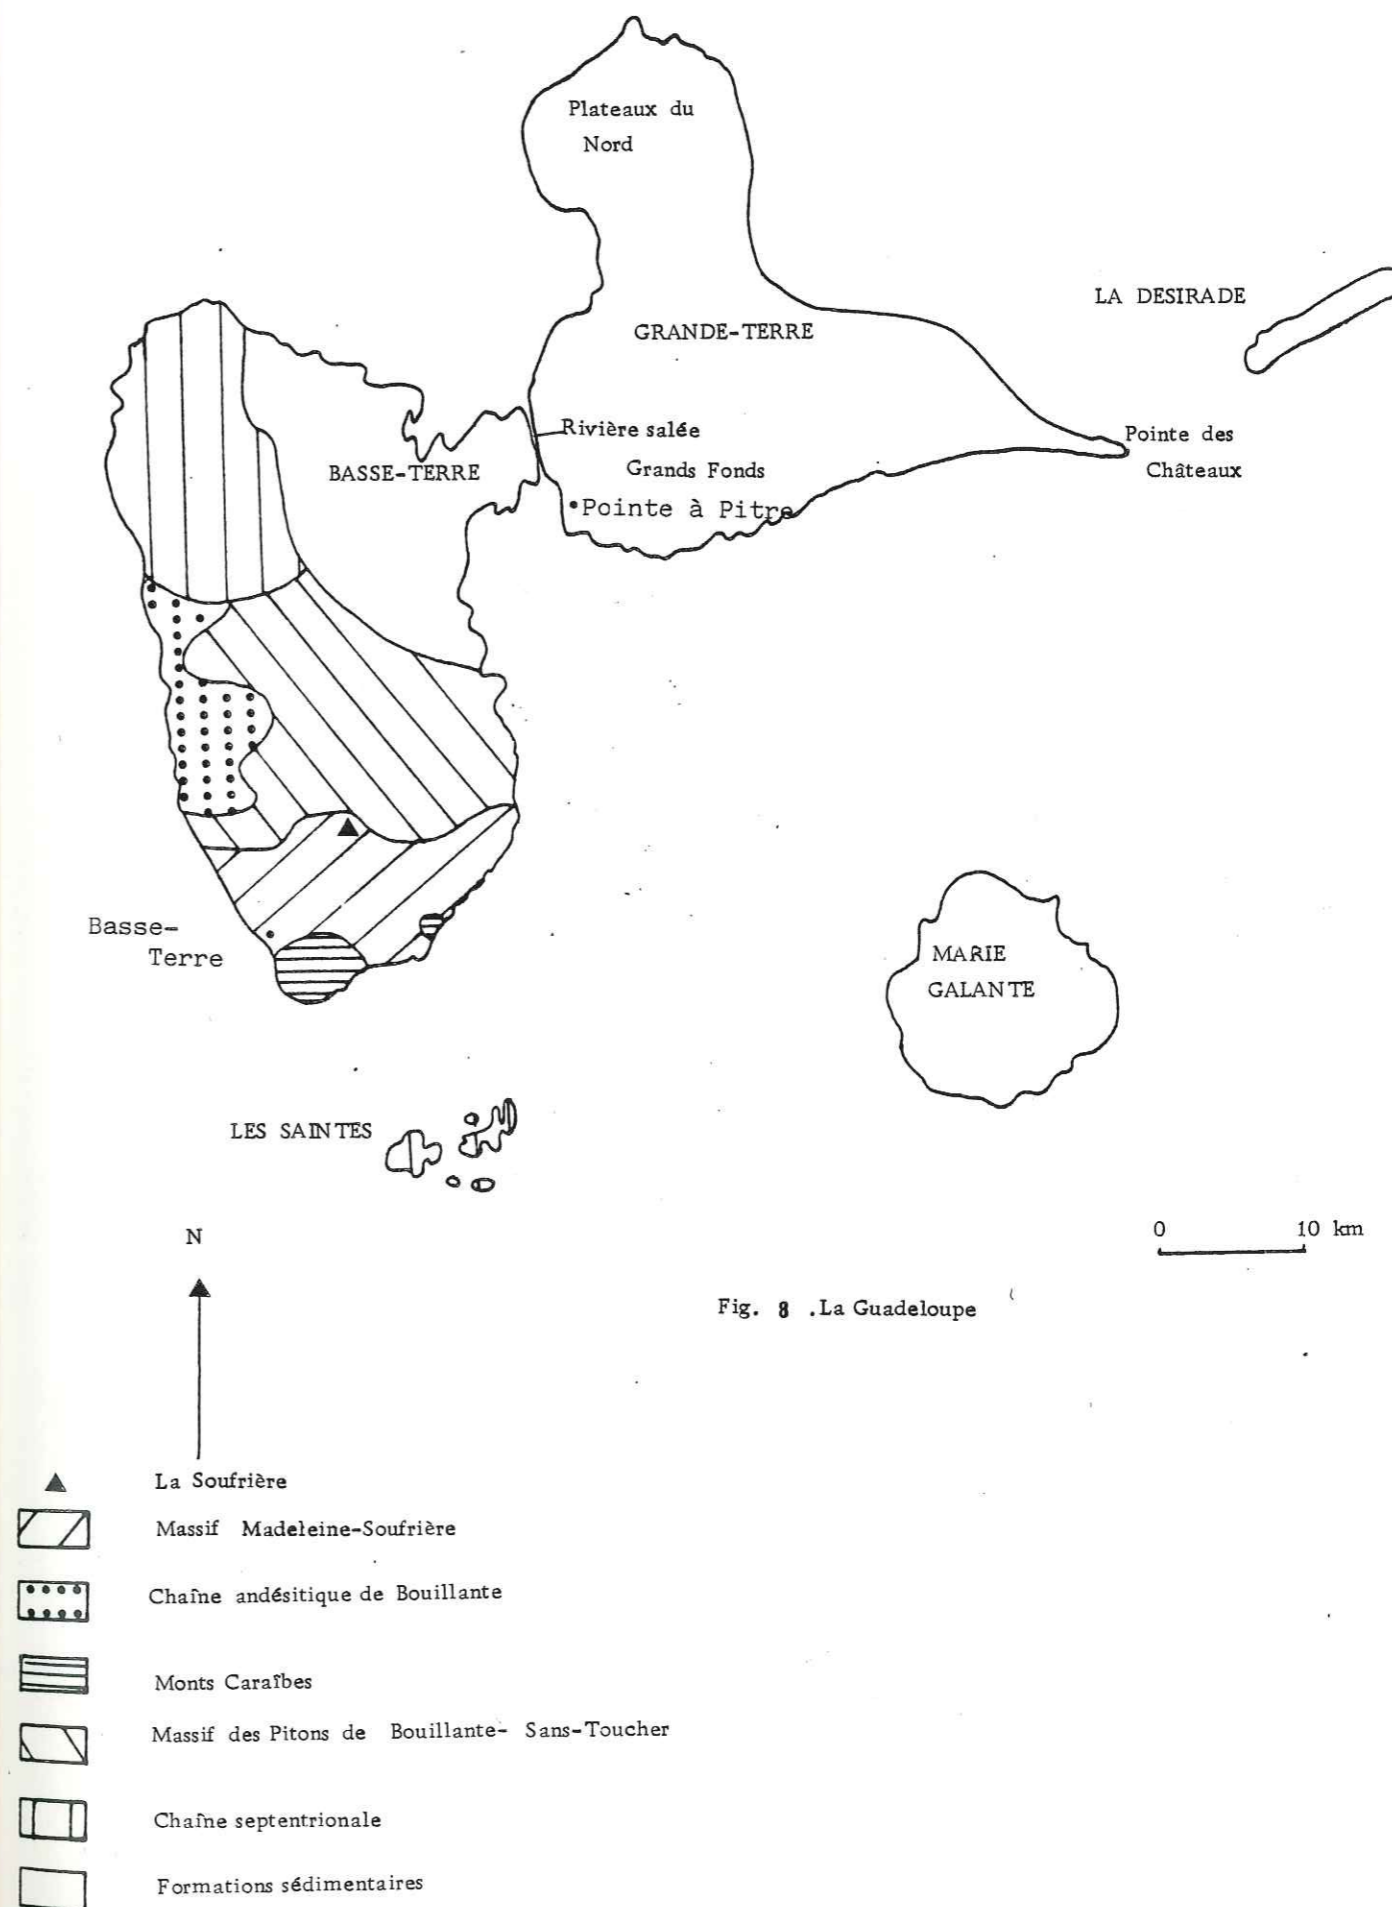 Plateaux du
Nord
LA DESIRADE
GRANDE-TERRE
Rivière salée
Pointe des
Châteaux
BASSE-TERRE
Grands Fonds
•Pointe à Pitre
Basse-
Terre
MARIE
GALANTE
LES SAINTES
N
0 10 km
Fig. 8 . La Guadeloupe
La Soufrière
Massif Madeleine-Soufrière
Chaîne andésitique de Bouillante
Monts Caraîbes
Massif des Pitons de Bouillante- Sans-Toucher
Chaîne septentrionale
Formations sédimentaires